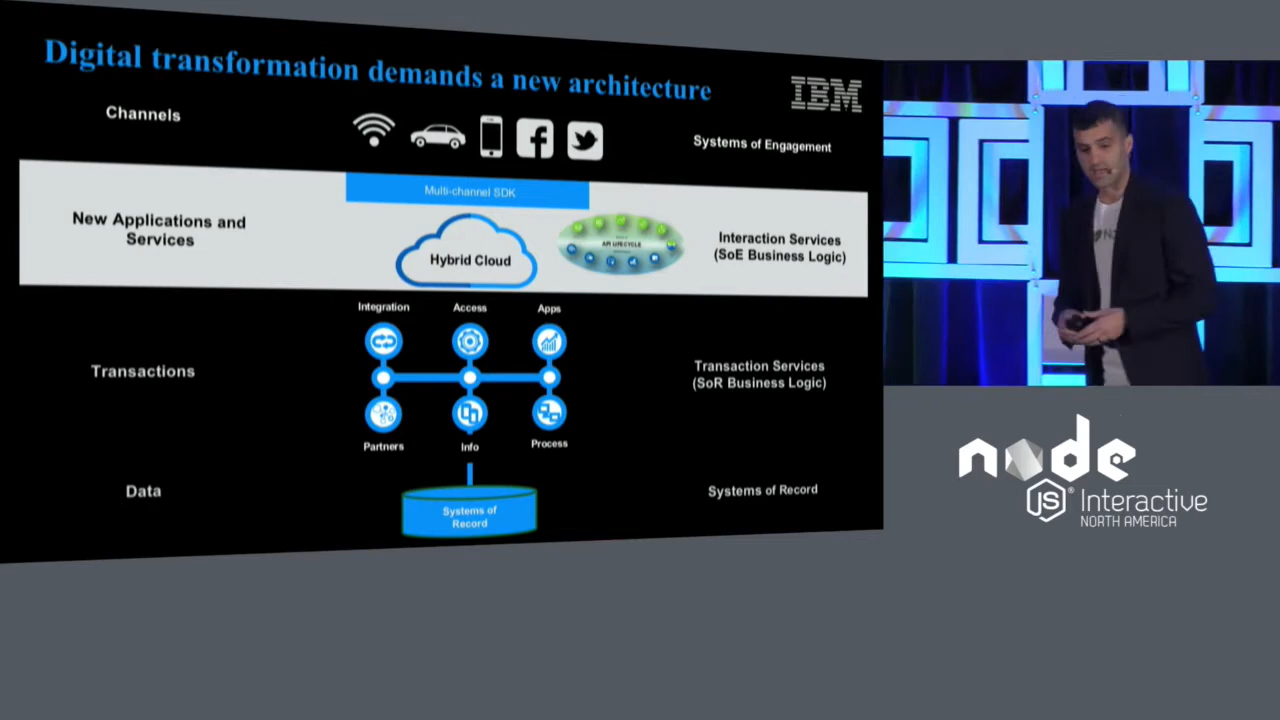 Digital transformation demands a new architecture
IBM
Channels
Systems of Engagement
Multi-channel SDK
New Applications and
Services
Hybrid Cloud
API LIFECYCLE
Interaction Services
(SoE Business Logic)
Integration
Access
Apps
Transactions
Transaction Services
(SoR Business Logic)
Partners
Info
Process
Data
Systems of
Record
Systems of Record
node
JS® Interactive
NORTH AMERICA